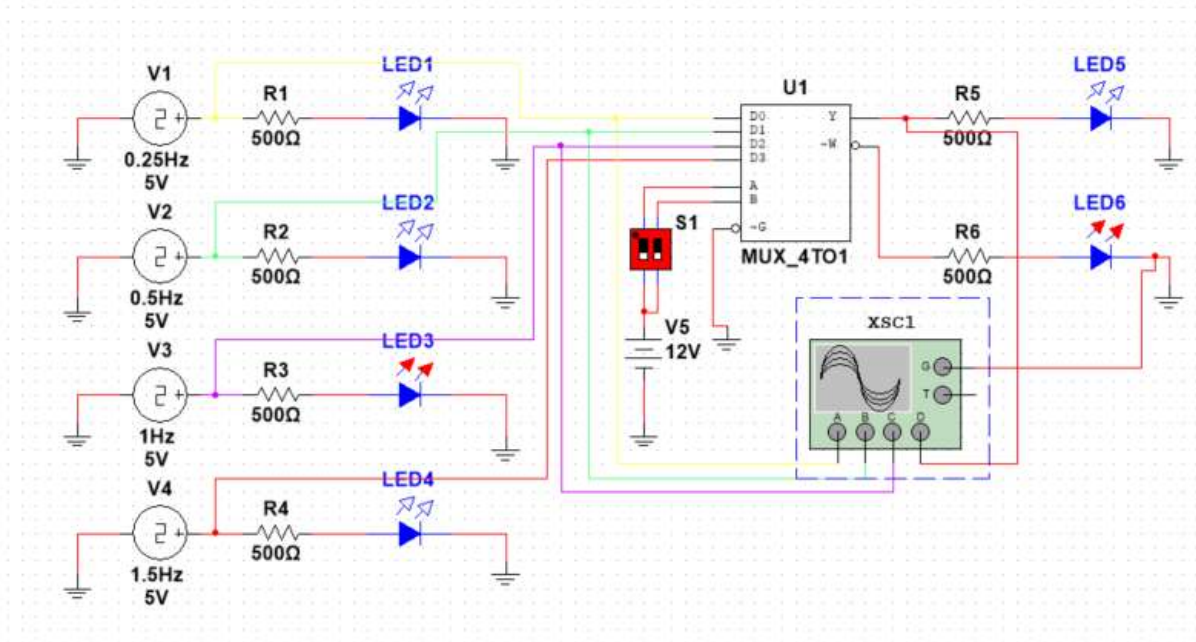 V1
0.25Hz
5V
R1
500Ω
LED1
V2
0.5Hz
5V
R2
500Ω
LED2
V3
1Hz
5V
R3
500Ω
LED3
V4
1.5Hz
5V
R4
500Ω
LED4
U1
D0
D1
D2
D3
A
B
~G
Y
~W
MUX_4TO1
S1
V5
12V
R5
500Ω
LED5
R6
500Ω
LED6
XSC1
G
T
A B C D